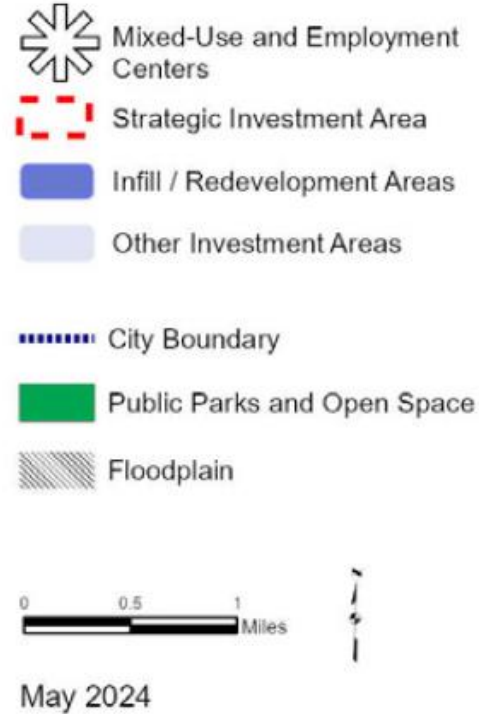 Mixed-Use and Employment
Centers
Strategic Investment Area
Infill / Redevelopment Areas
Other Investment Areas
City Boundary
Public Parks and Open Space
Floodplain
0 0.5 1
Miles
May 2024